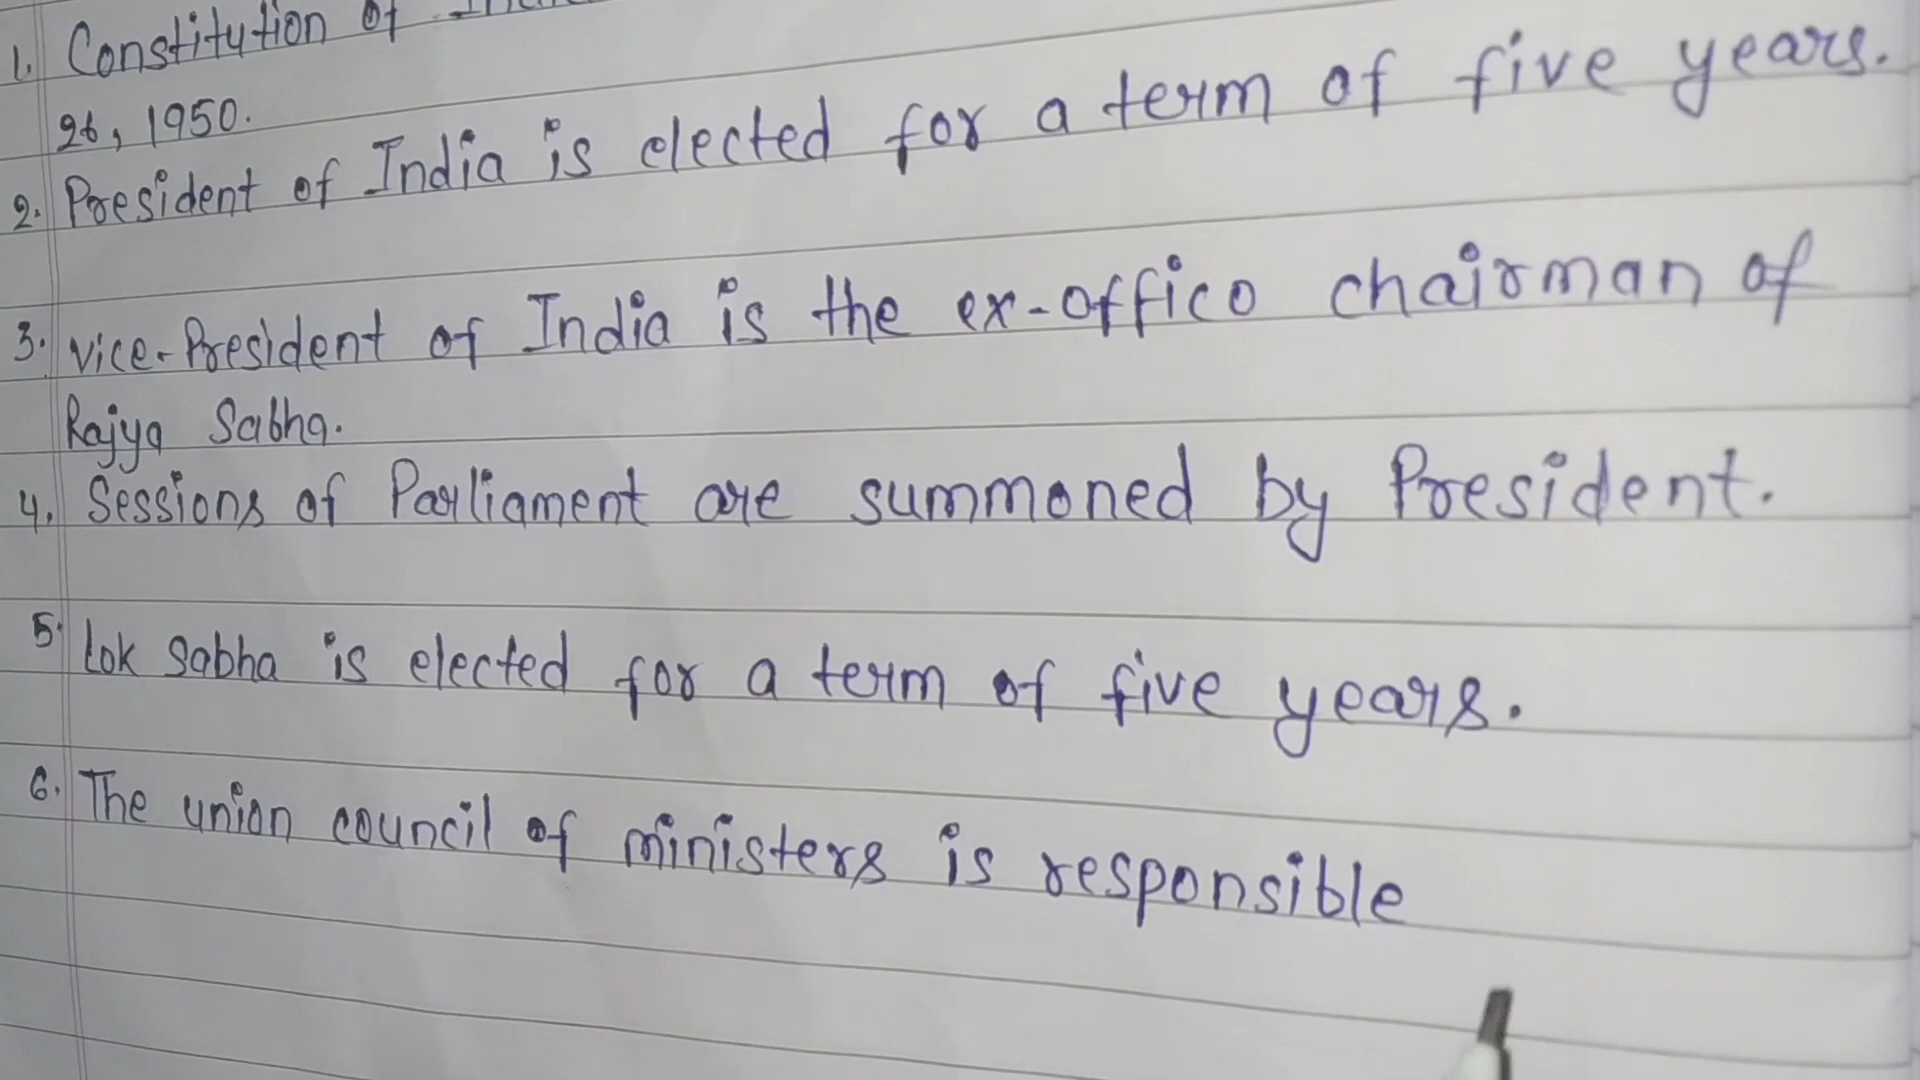 1. Constitution of
26, 1950.
2. President of India is elected for a term of five years.
3. Vice-President of India is the ex-offico chairman of
Rajya Sabha.
4. Sessions of Parliament are summoned by President.
5. Lok Sabha is elected for a term of five years.
6. The union council of ministers is responsible